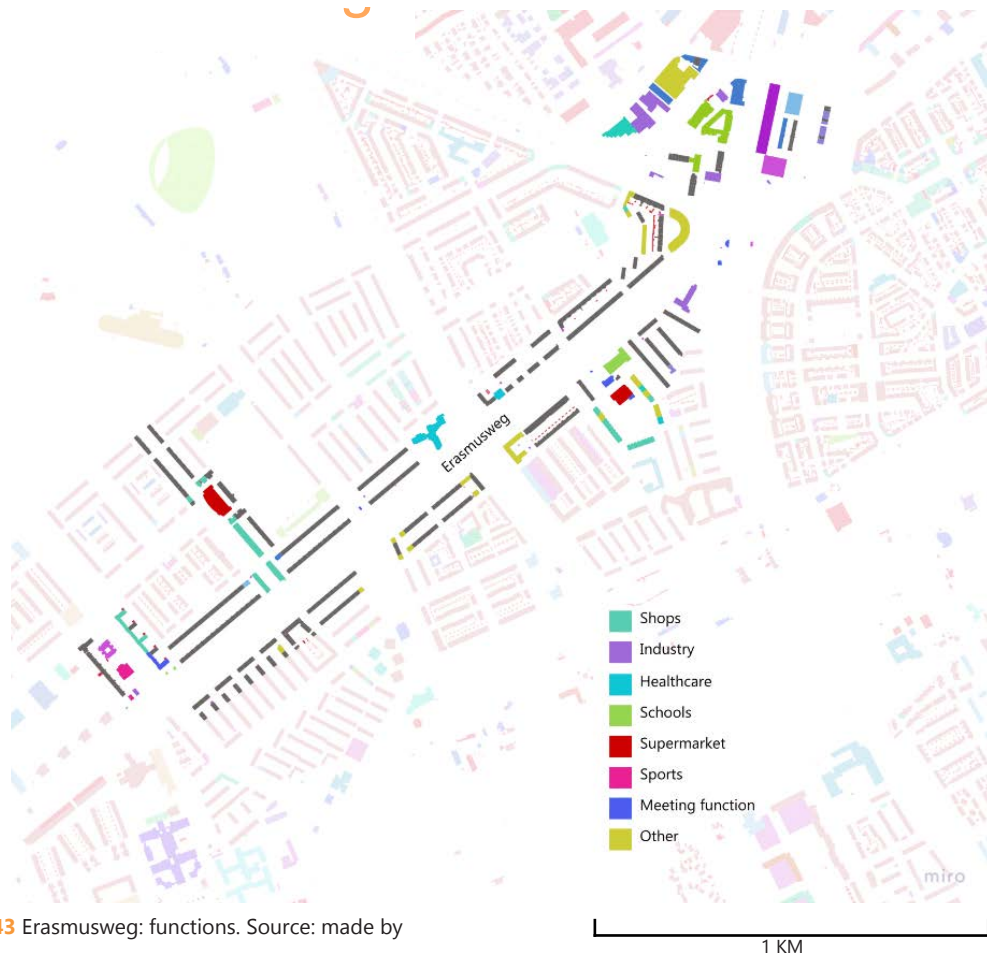 g
Erasmusweg
Shops
Industry
Healthcare
Schools
Supermarket
Sports
Meeting function
Other
miro
43 Erasmusweg: functions. Source: made by
1 KM